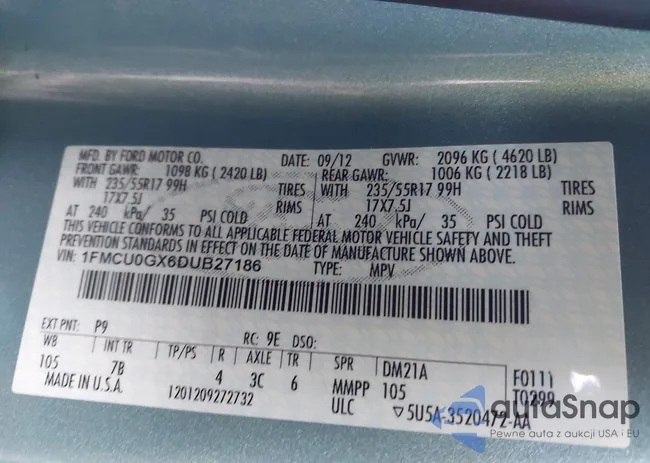 MFD. BY FORD MOTOR CO. DATE: 09/12 GVWR: 2096 KG ( 4620 LB)
FRONT GAWR: 1098 KG ( 2420 LB) REAR GAWR: 1006 KG ( 2218 LB)
WITH 235/55R17 99H TIRES WITH 235/55R17 99H TIRES
17X7.5J RIMS 17X7.5J RIMS
AT 240 kPa/ 35 PSI COLD AT 240 kPa/ 35 PSI COLD
THIS VEHICLE CONFORMS TO ALL APPLICABLE FEDERAL MOTOR VEHICLE SAFETY AND THEFT
PREVENTION STANDARDS IN EFFECT ON THE DATE OF MANUFACTURE SHOWN ABOVE.
VIN: 1FMCU0GX6DUB27186 TYPE: MPV
EXT PNT: P9 RC: 9E DSO:
WB INT TR TP/PS R AXLE TR SPR DM21A F0111
105 7B 4 3C 6 MMPP 105 T0299
MADE IN U.S.A. 1201209272732 ULC ▽5U5A-3520472-AA
autaSnap
Pewne auta z aukcji USA i EU